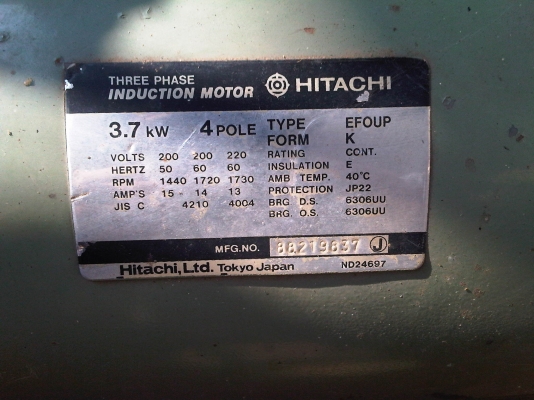 THREE PHASE
INDUCTION MOTOR HITACHI
3.7 kW 4 POLE TYPE EFOUP
FORM K
VOLTS 200 200 220 RATING CONT.
HERTZ 50 60 60 INSULATION E
RPM 1440 1720 1730 AMB TEMP. 40°C
AMP'S 15 - 14 13 PROTECTION JP22
JIS C 4210 4004 BRG D.S. 6306UU
BRG. O.S. 6306UU
MFG.NO. 88219837 J
Hitachi, Ltd. Tokyo Japan ND24697